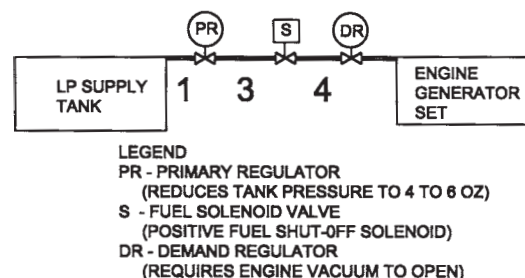 PR
S
DR
LP SUPPLY
TANK
1 3 4
ENGINE
GENERATOR
SET
LEGEND
PR - PRIMARY REGULATOR
(REDUCES TANK PRESSURE TO 4 TO 6 OZ)
S - FUEL SOLENOID VALVE
(POSITIVE FUEL SHUT-OFF SOLENOID)
DR - DEMAND REGULATOR
(REQUIRES ENGINE VACUUM TO OPEN)